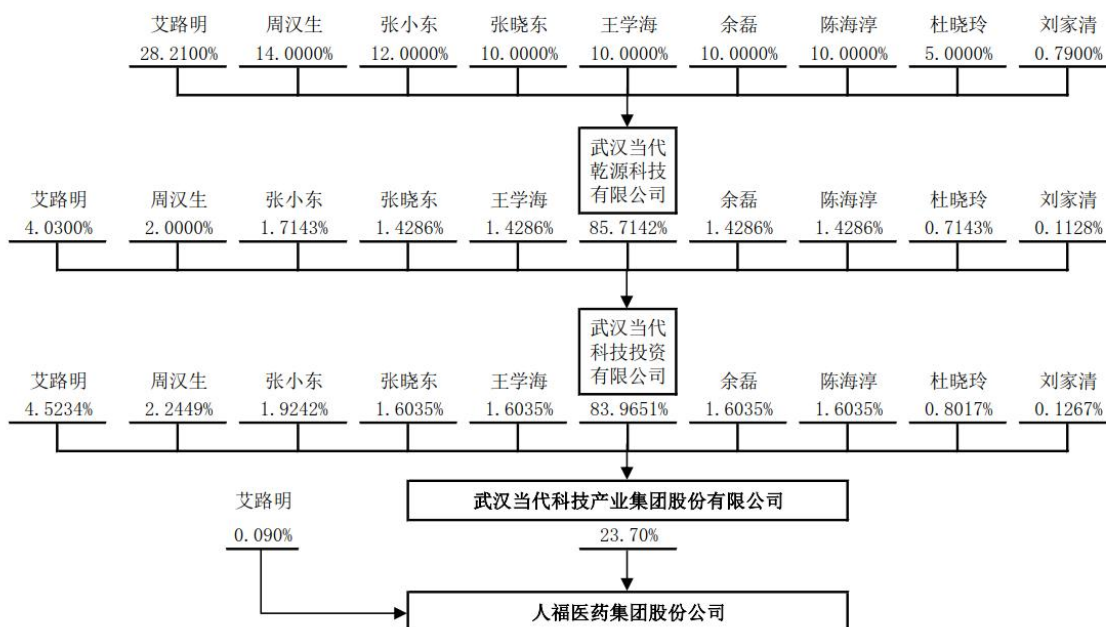 艾路明 周汉生 张小东 张晓东 王学海 余磊 陈海淳 杜晓玲 刘家清
28.2100% 14.0000% 12.0000% 10.0000% 10.0000% 10.0000% 10.0000% 5.0000% 0.7900%
武汉当代
乾源科技
有限公司
艾路明 周汉生 张小东 张晓东 王学海 余磊 陈海淳 杜晓玲 刘家清
4.0300% 2.0000% 1.7143% 1.4286% 1.4286% 85.7142% 1.4286% 1.4286% 0.7143% 0.1128%
武汉当代
科技投资
有限公司
艾路明 周汉生 张小东 张晓东 王学海 余磊 陈海淳 杜晓玲 刘家清
4.5234% 2.2449% 1.9242% 1.6035% 1.6035% 83.9651% 1.6035% 1.6035% 0.8017% 0.1267%
艾路明 武汉当代科技产业集团股份有限公司
0.090% 23.70%
人福医药集团股份公司